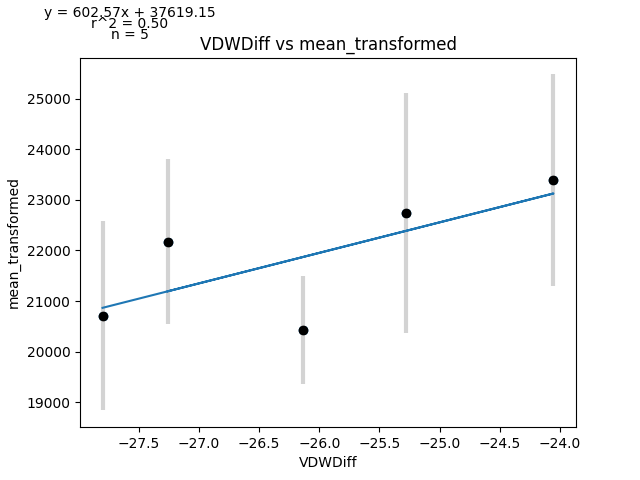 y = 602.57x + 37619.15
r^2 = 0.50
n = 5
VDWDiff vs mean_transformed
25000
24000
23000
22000
21000
20000
19000
mean_transformed
−27.5 −27.0 −26.5 −26.0 −25.5 −25.0 −24.5 −24.0
VDWDiff